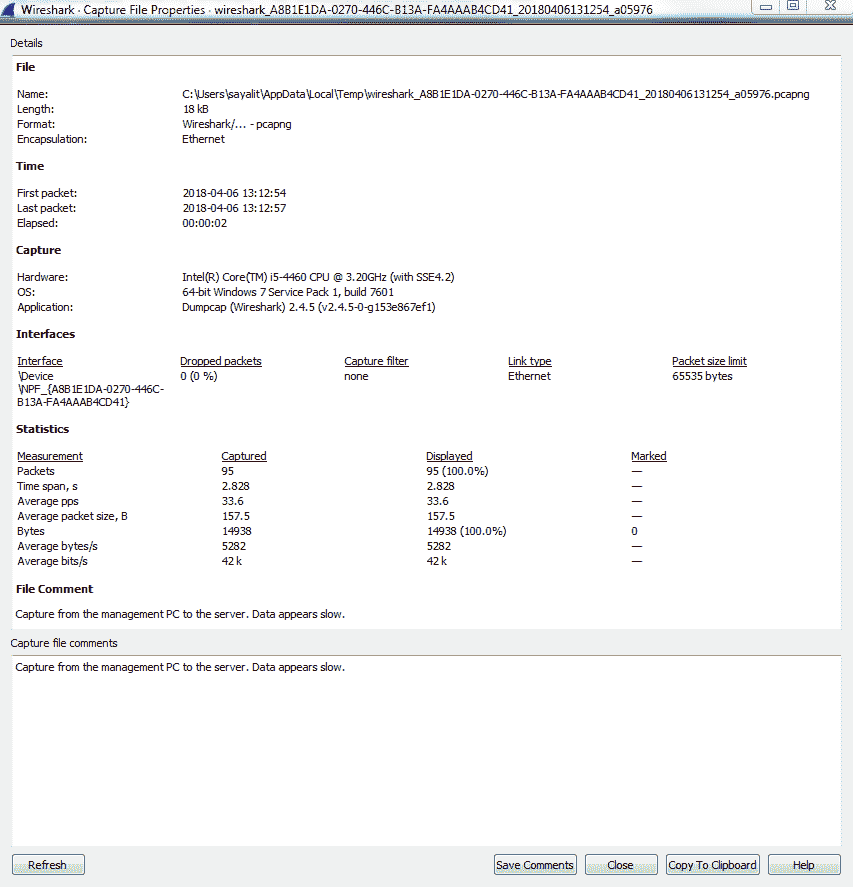 Wireshark · Capture File Properties · wireshark_A8B1E1DA-0270-446C-B13A-FA4AAAB4CD41_20180406131254_a05976
Details
File
Name: C:\Users\sayalit\AppData\Local\Temp\wireshark_A8B1E1DA-0270-446C-B13A-FA4AAAB4CD41_20180406131254_a05976.pcapng
Length: 18 kB
Format: Wireshark/... - pcapng
Encapsulation: Ethernet
Time
First packet: 2018-04-06 13:12:54
Last packet: 2018-04-06 13:12:57
Elapsed: 00:00:02
Capture
Hardware: Intel(R) Core(TM) i5-4460 CPU @ 3.20GHz (with SSE4.2)
OS: 64-bit Windows 7 Service Pack 1, build 7601
Application: Dumpcap (Wireshark) 2.4.5 (v2.4.5-0-g153e867ef1)
Interfaces
Interface Dropped packets Capture filter Link type Packet size limit
\Device 0 (0 %) none Ethernet 65535 bytes
\NPF_{A8B1E1DA-0270-446C-
B13A-FA4AAAB4CD41}
Statistics
Measurement Captured Displayed Marked
Packets 95 95 (100.0%) —
Time span, s 2.828 2.828 —
Average pps 33.6 33.6 —
Average packet size, B 157.5 157.5 —
Bytes 14938 14938 (100.0%) 0
Average bytes/s 5282 5282 —
Average bits/s 42 k 42 k —
File Comment
Capture from the management PC to the server. Data appears slow.
Capture file comments
Capture from the management PC to the server. Data appears slow.
Refresh Save Comments Close Copy To Clipboard Help